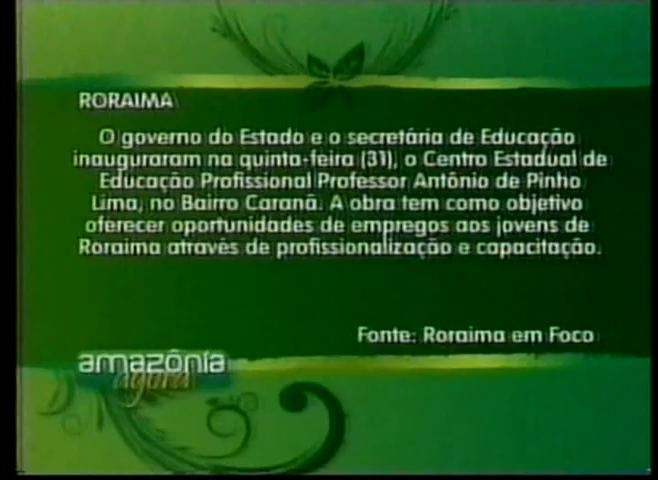 RORAIMA
O governo do Estado e o secretária de Educação
inauguraram na quinta-feira (31), o Centro Estadual de
Educação Profissional Professor Antônio de Pinho
Lima, no Bairro Caranã. A obra tem como objetivo
oferecer oportunidades de empregos aos jovens de
Roraima através de profissionalização e capacitação.
Fonte: Roraima em Foco
amazônia
agora